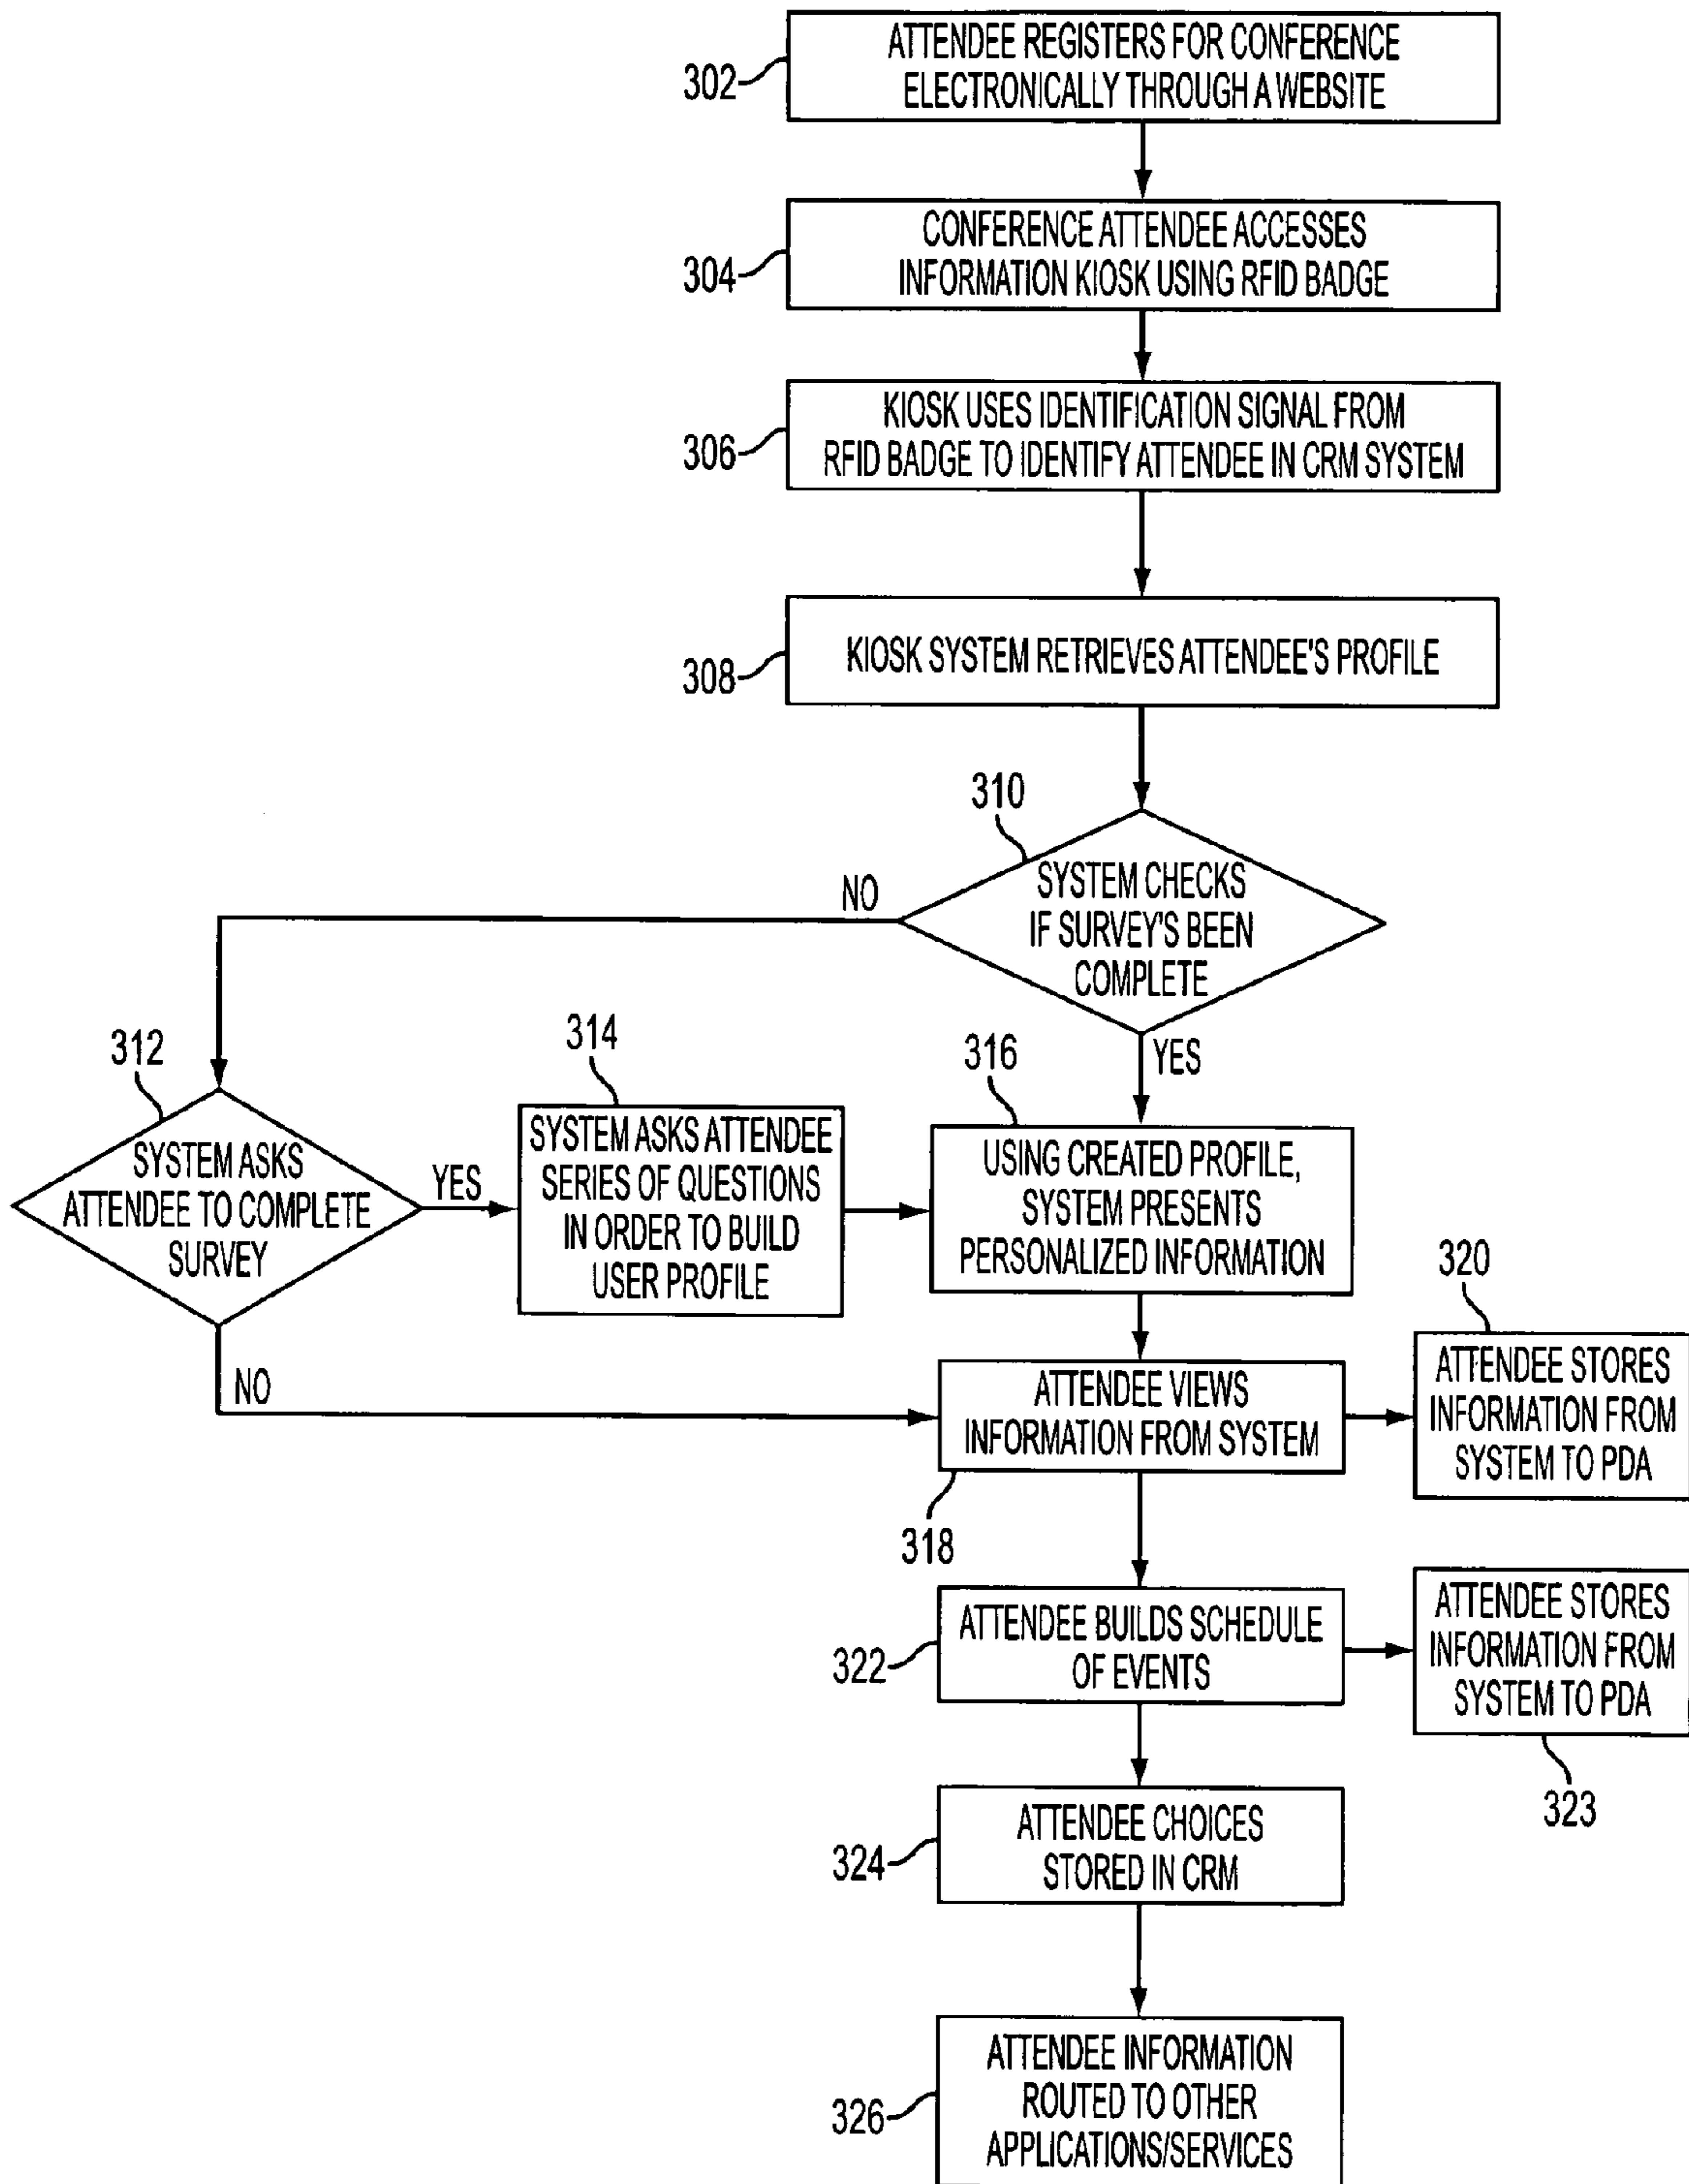 ATTENDEE REGISTERS FOR CONFERENCE
ELECTRONICALLY THROUGH A WEBSITE
302
CONFERENCE ATTENDEE ACCESSES
INFORMATION KIOSK USING RFID BADGE
304
KIOSK USES IDENTIFICATION SIGNAL FROM
RFID BADGE TO IDENTIFY ATTENDEE IN CRM SYSTEM
306
KIOSK SYSTEM RETRIEVES ATTENDEE'S PROFILE
308
310
SYSTEM CHECKS
IF SURVEY'S BEEN
COMPLETE
NO
YES
312
SYSTEM ASKS
ATTENDEE TO COMPLETE
SURVEY
YES
NO
314
SYSTEM ASKS ATTENDEE
SERIES OF QUESTIONS
IN ORDER TO BUILD
USER PROFILE
316
USING CREATED PROFILE,
SYSTEM PRESENTS
PERSONALIZED INFORMATION
ATTENDEE VIEWS
INFORMATION FROM SYSTEM
318
320
ATTENDEE STORES
INFORMATION FROM
SYSTEM TO PDA
ATTENDEE BUILDS SCHEDULE
OF EVENTS
322
ATTENDEE STORES
INFORMATION FROM
SYSTEM TO PDA
323
ATTENDEE CHOICES
STORED IN CRM
324
ATTENDEE INFORMATION
ROUTED TO OTHER
APPLICATIONS/SERVICES
326